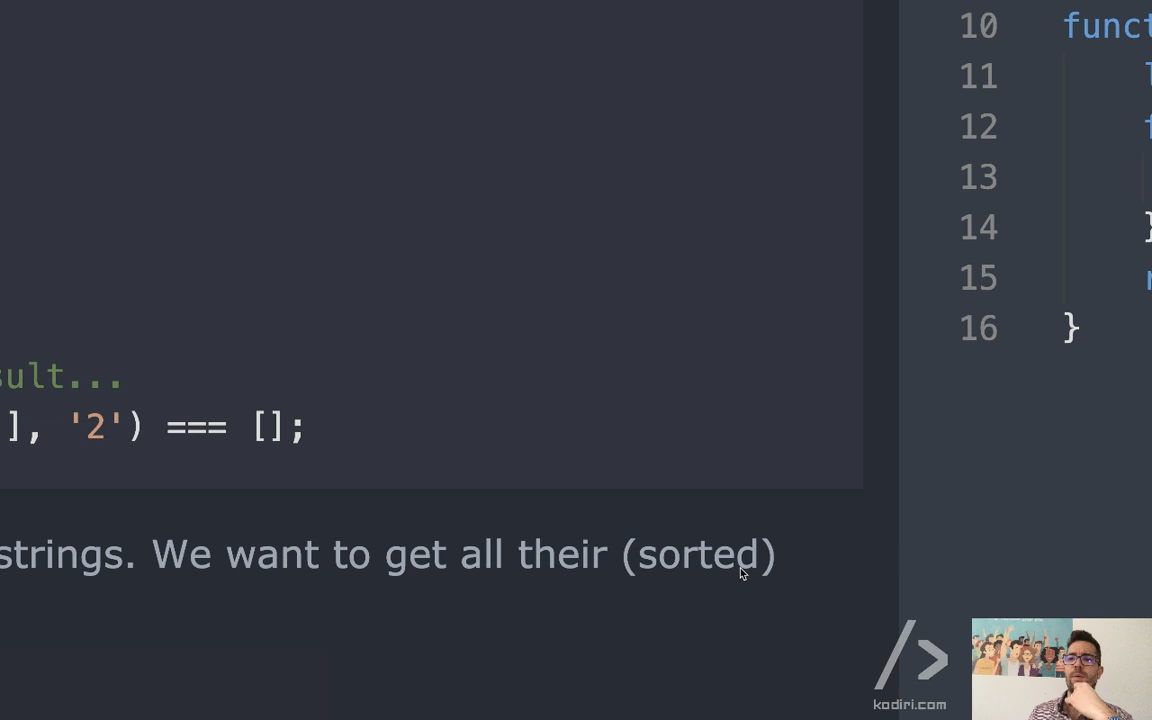 sult...
], '2') === [];
strings. We want to get all their (sorted)
10 funct
11 l
12 f
13
14 }
15 r
16 }
/>
kodiri.com